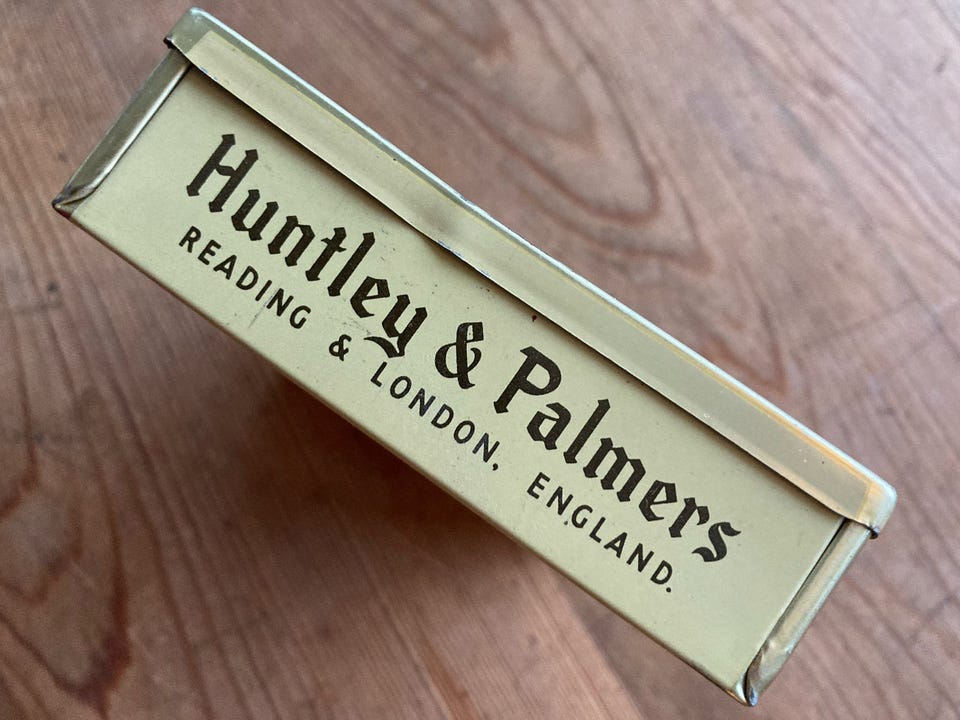 Huntley & Palmers
READING & LONDON, ENGLAND.